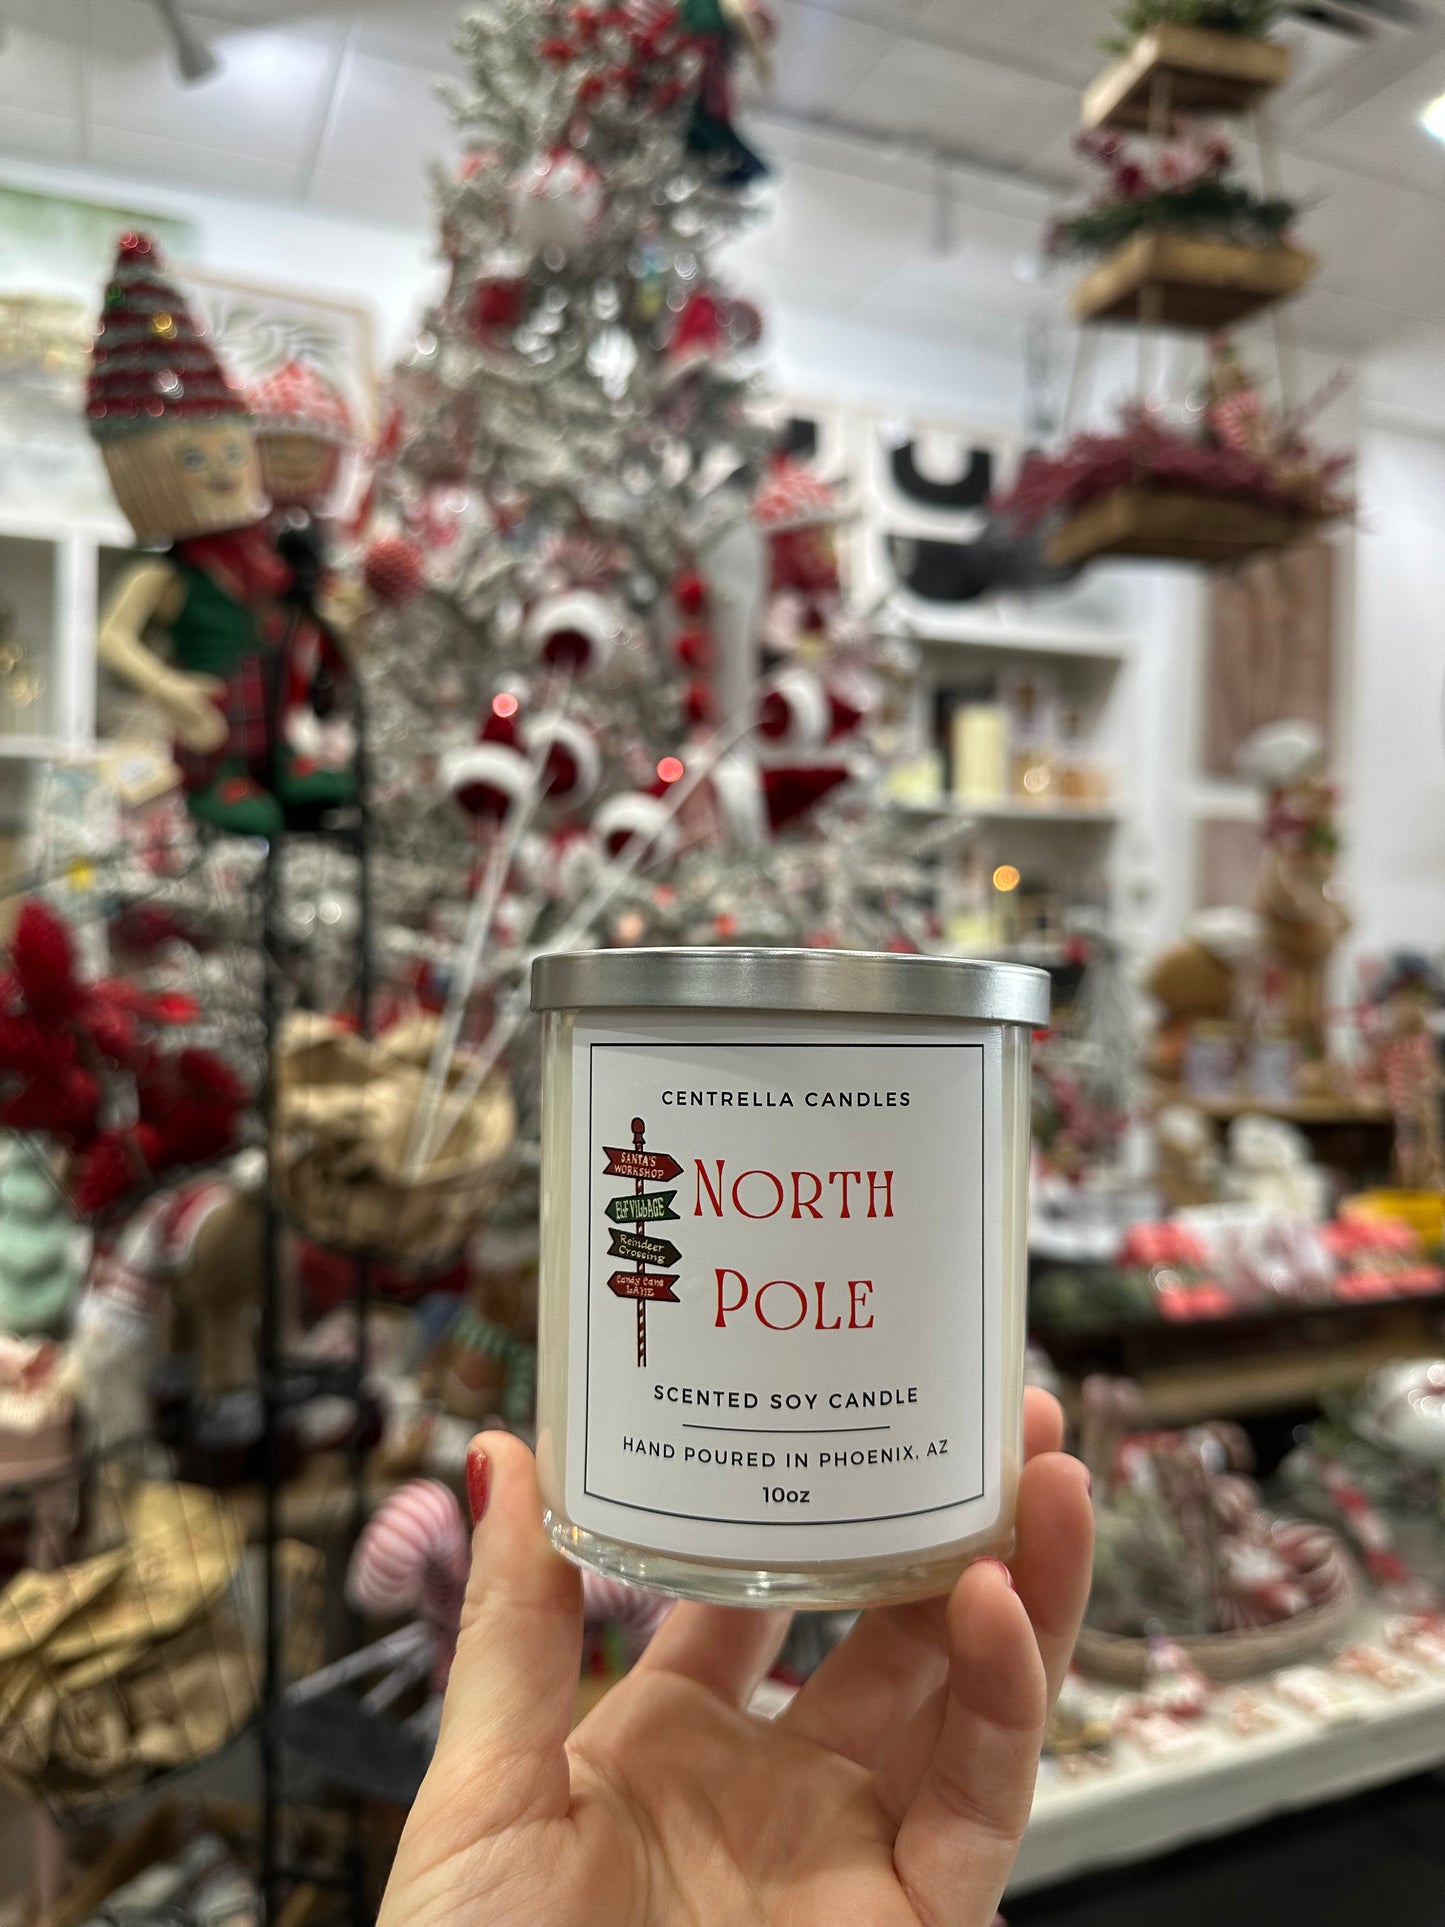 CENTRELLA CANDLES
SANTA'S
WORKSHOP
ELF VILLAGE
Reindeer
Crossing
Candy Cane
LANE
NORTH
POLE
SCENTED SOY CANDLE
HAND POURED IN PHOENIX, AZ
10oz